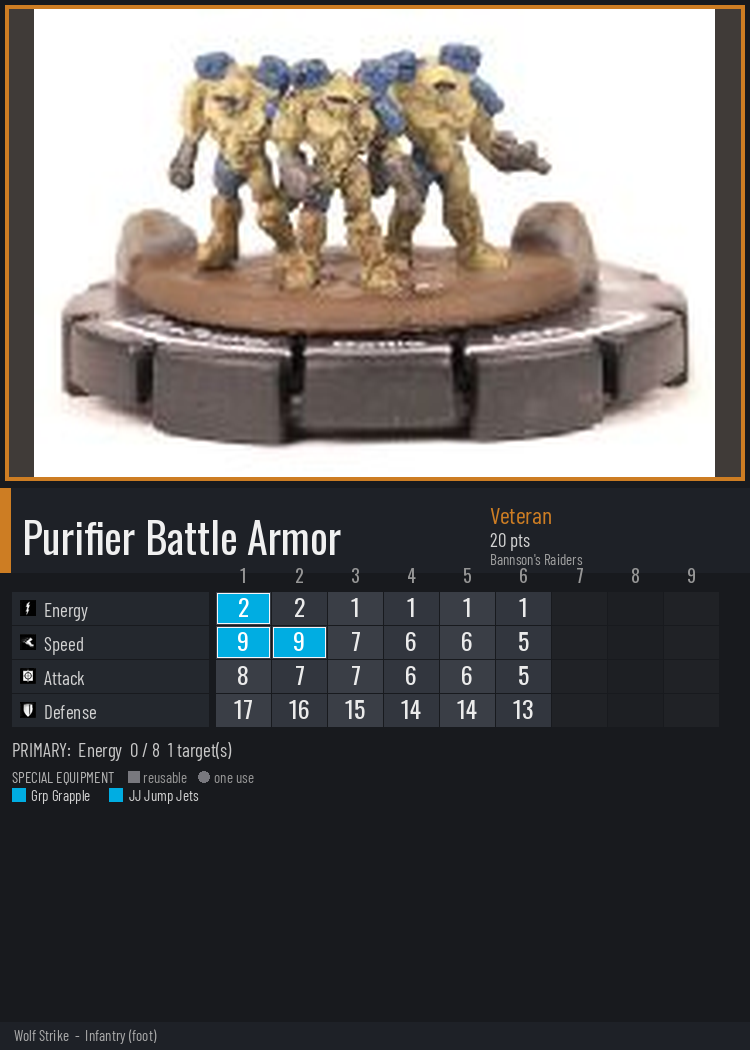 Purifier Battle Armor
Veteran
20 pts
Bannson's Raiders
1 2 3 4 5 6 7 8 9
Energy 2 2 1 1 1 1
Speed 9 9 7 6 6 5
Attack 8 7 7 6 6 5
Defense 17 16 15 14 14 13
PRIMARY: Energy 0 / 8 1 target(s)
SPECIAL EQUIPMENT reusable one use
Grp Grapple JJ Jump Jets
Wolf Strike - Infantry (foot)